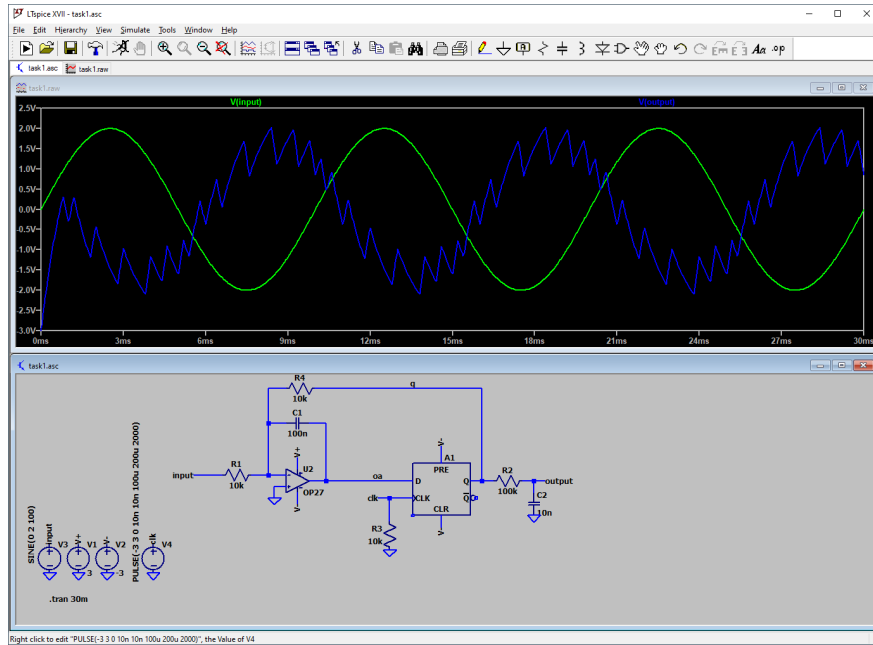 LTspice XVII - task1.asc
File Edit Hierarchy View Simulate Tools Window Help
task1.asc task1.raw
task1.raw
V(input) V(output)
2.5V
2.0V
1.5V
1.0V
0.5V
0.0V
-0.5V
-1.0V
-1.5V
-2.0V
-2.5V
-3.0V
0ms 3ms 6ms 9ms 12ms 15ms 18ms 21ms 24ms 27ms 30ms
task1.asc
R4
10k
q
C1
100n
V+
U2
OP27
V-
input
R1
10k
oa
V-
A1
PRE
D Q
CLK Q
CLR
V-
clk
R3
10k
R2
100k
output
C2
10n
SINE(0 2 100)
input
V3
V+
V1
3
V-
V2
-3
PULSE(-3 3 0 10n 10n 100u 200u 2000)
clk
V4
.tran 30m
Right click to edit "PULSE(-3 3 0 10n 10n 100u 200u 2000)", the Value of V4